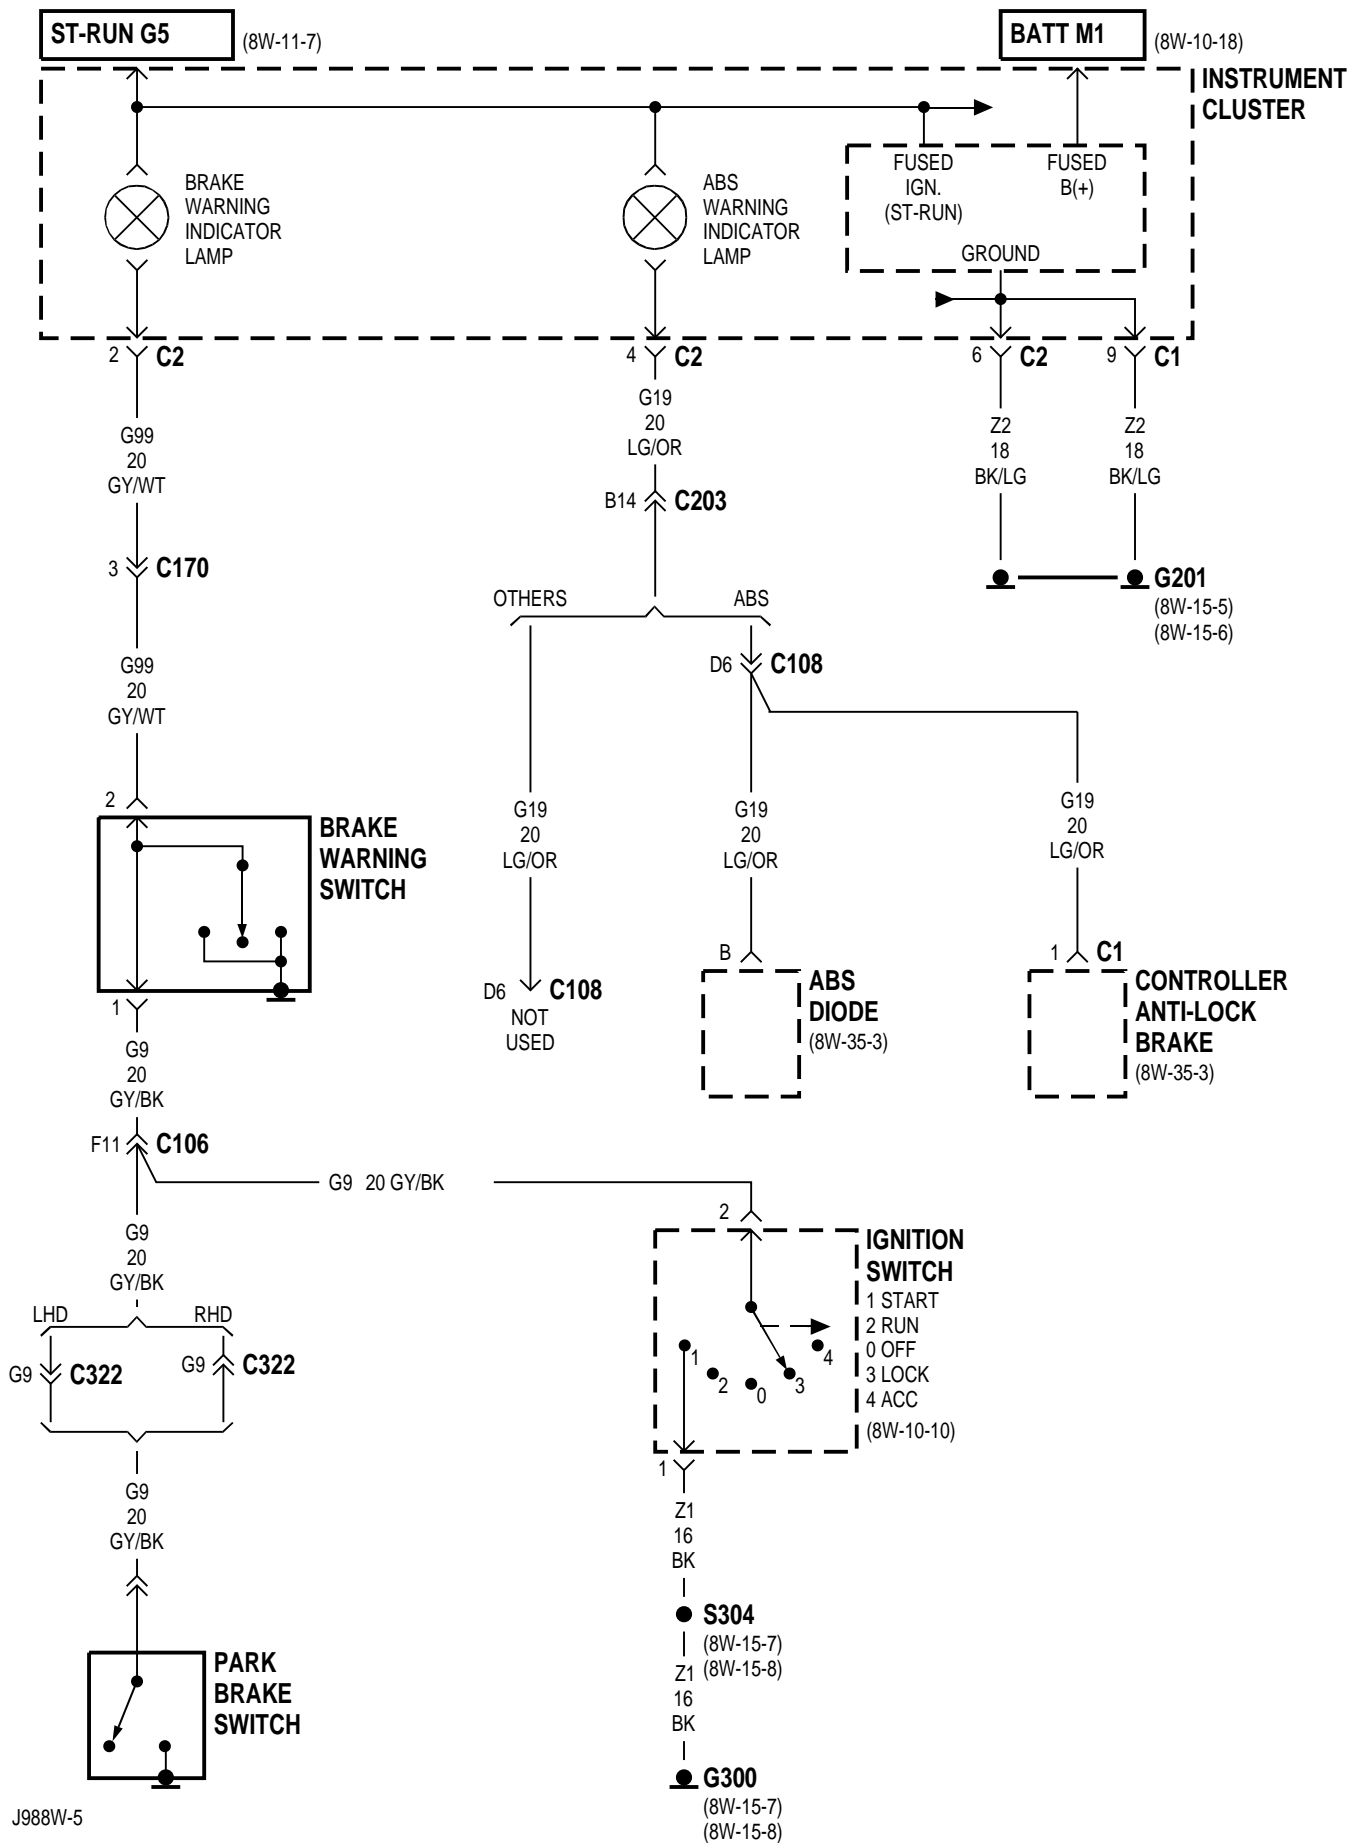 ST-RUN G5
(8W-11-7)
BATT M1
(8W-10-18)
INSTRUMENT
CLUSTER
BRAKE
WARNING
INDICATOR
LAMP
ABS
WARNING
INDICATOR
LAMP
FUSED
IGN.
(ST-RUN)
FUSED
B(+)
GROUND
2 C2
4 C2
6 C2
9 C1
G99
20
GY/WT
G19
20
LG/OR
Z2
18
BK/LG
Z2
18
BK/LG
B14 C203
3 C170
G201
(8W-15-5)
(8W-15-6)
OTHERS
ABS
D6 C108
G99
20
GY/WT
2
BRAKE
WARNING
SWITCH
G19
20
LG/OR
G19
20
LG/OR
G19
20
LG/OR
B
1 C1
D6 C108
NOT
USED
ABS
DIODE
(8W-35-3)
CONTROLLER
ANTI-LOCK
BRAKE
(8W-35-3)
1
G9
20
GY/BK
F11 C106
G9 20 GY/BK
2
G9
20
GY/BK
IGNITION
SWITCH
1 START
2 RUN
0 OFF
3 LOCK
4 ACC
(8W-10-10)
1
2
0
3
4
LHD
RHD
G9 C322
G9 C322
1
G9
20
GY/BK
Z1
16
BK
S304
(8W-15-7)
(8W-15-8)
Z1
16
BK
PARK
BRAKE
SWITCH
G300
(8W-15-7)
(8W-15-8)
J988W-5